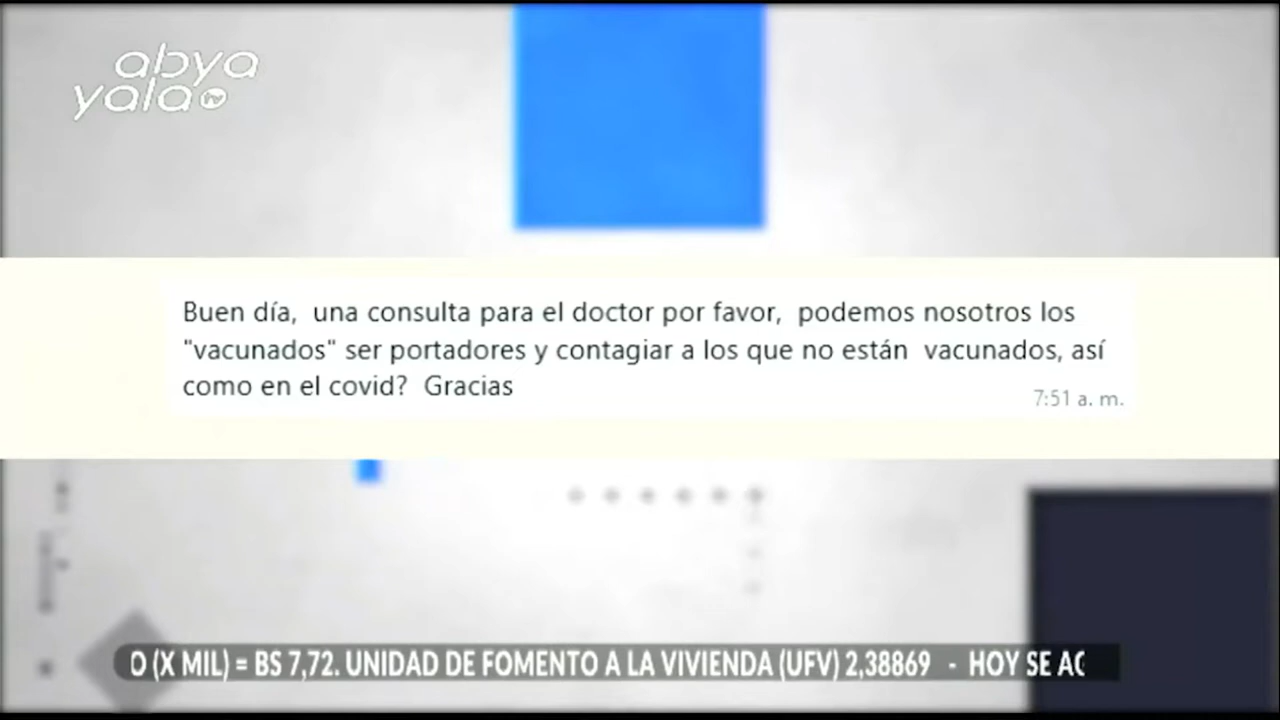 abya
yala tv
Buen día, una consulta para el doctor por favor, podemos nosotros los
"vacunados" ser portadores y contagiar a los que no están vacunados, así
como en el covid? Gracias
7:51 a. m.
O (X MIL) = BS 7,72. UNIDAD DE FOMENTO A LA VIVIENDA (UFV) 2,38869 - HOY SE